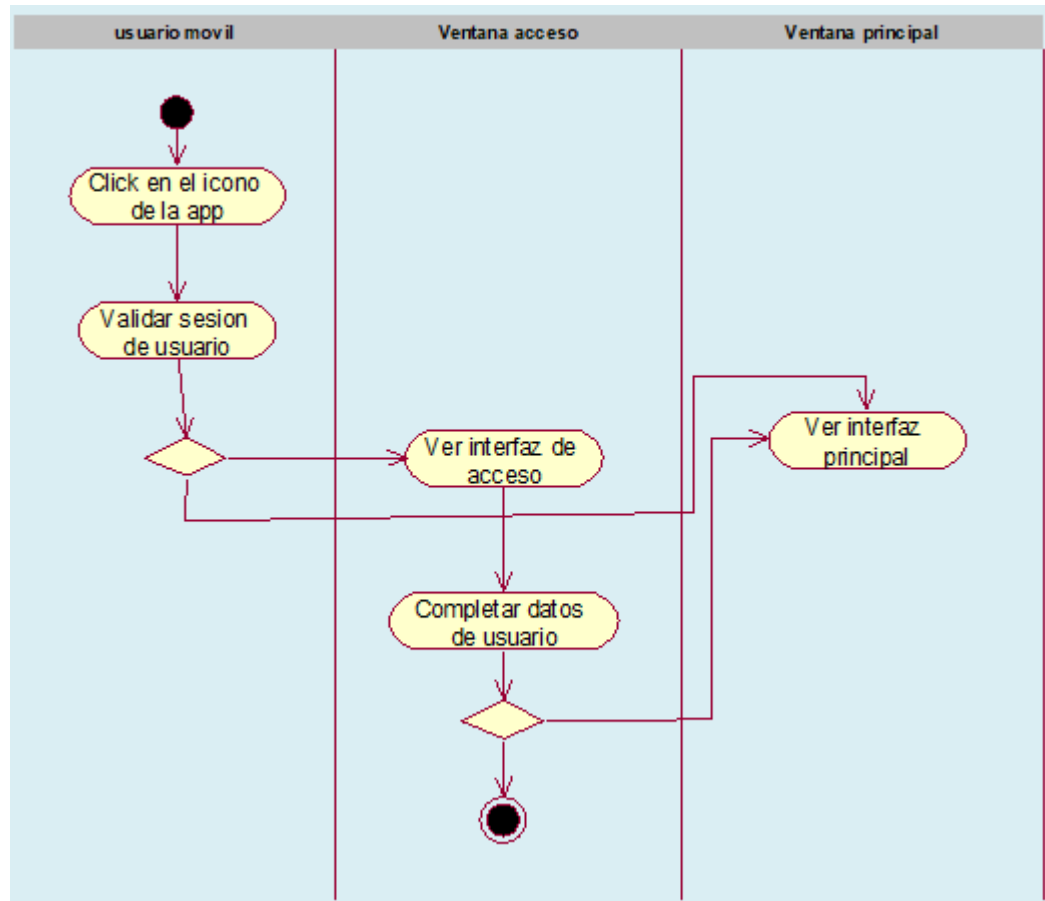 usuario movil
Ventana acceso
Ventana principal
Click en el icono
de la app
Validar sesion
de usuario
Ver interfaz de
acceso
Ver interfaz
principal
Completar datos
de usuario